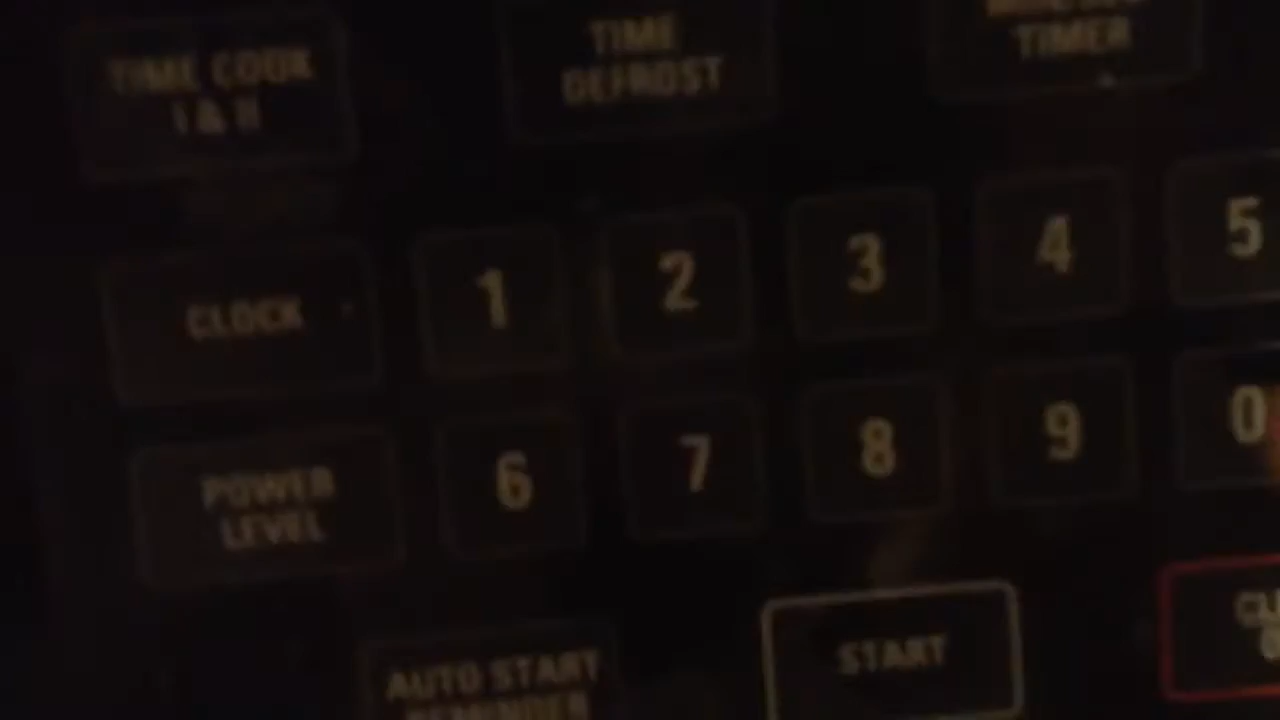 TIME COOK
I & II
TIME
DEFROST
TIMER
CLOCK
1 2 3 4 5
POWER
LEVEL
6 7 8 9 0
AUTO START
REMINDER
START